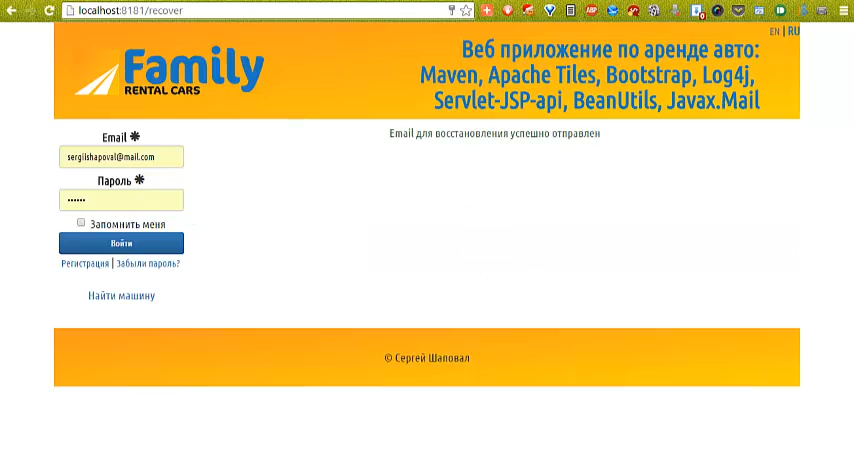 localhost:8181/recover
EN | RU
Family
RENTAL CARS
Веб приложение по аренде авто:
Maven, Apache Tiles, Bootstrap, Log4j,
Servlet-JSP-api, BeanUtils, Javax.Mail
Email ✱
sergiishapoval@mail.com
Пароль ✱
••••••
Запомнить меня
Войти
Регистрация | Забыли пароль?
Найти машину
Email для восстановления успешно отправлен
© Сергей Шаповал